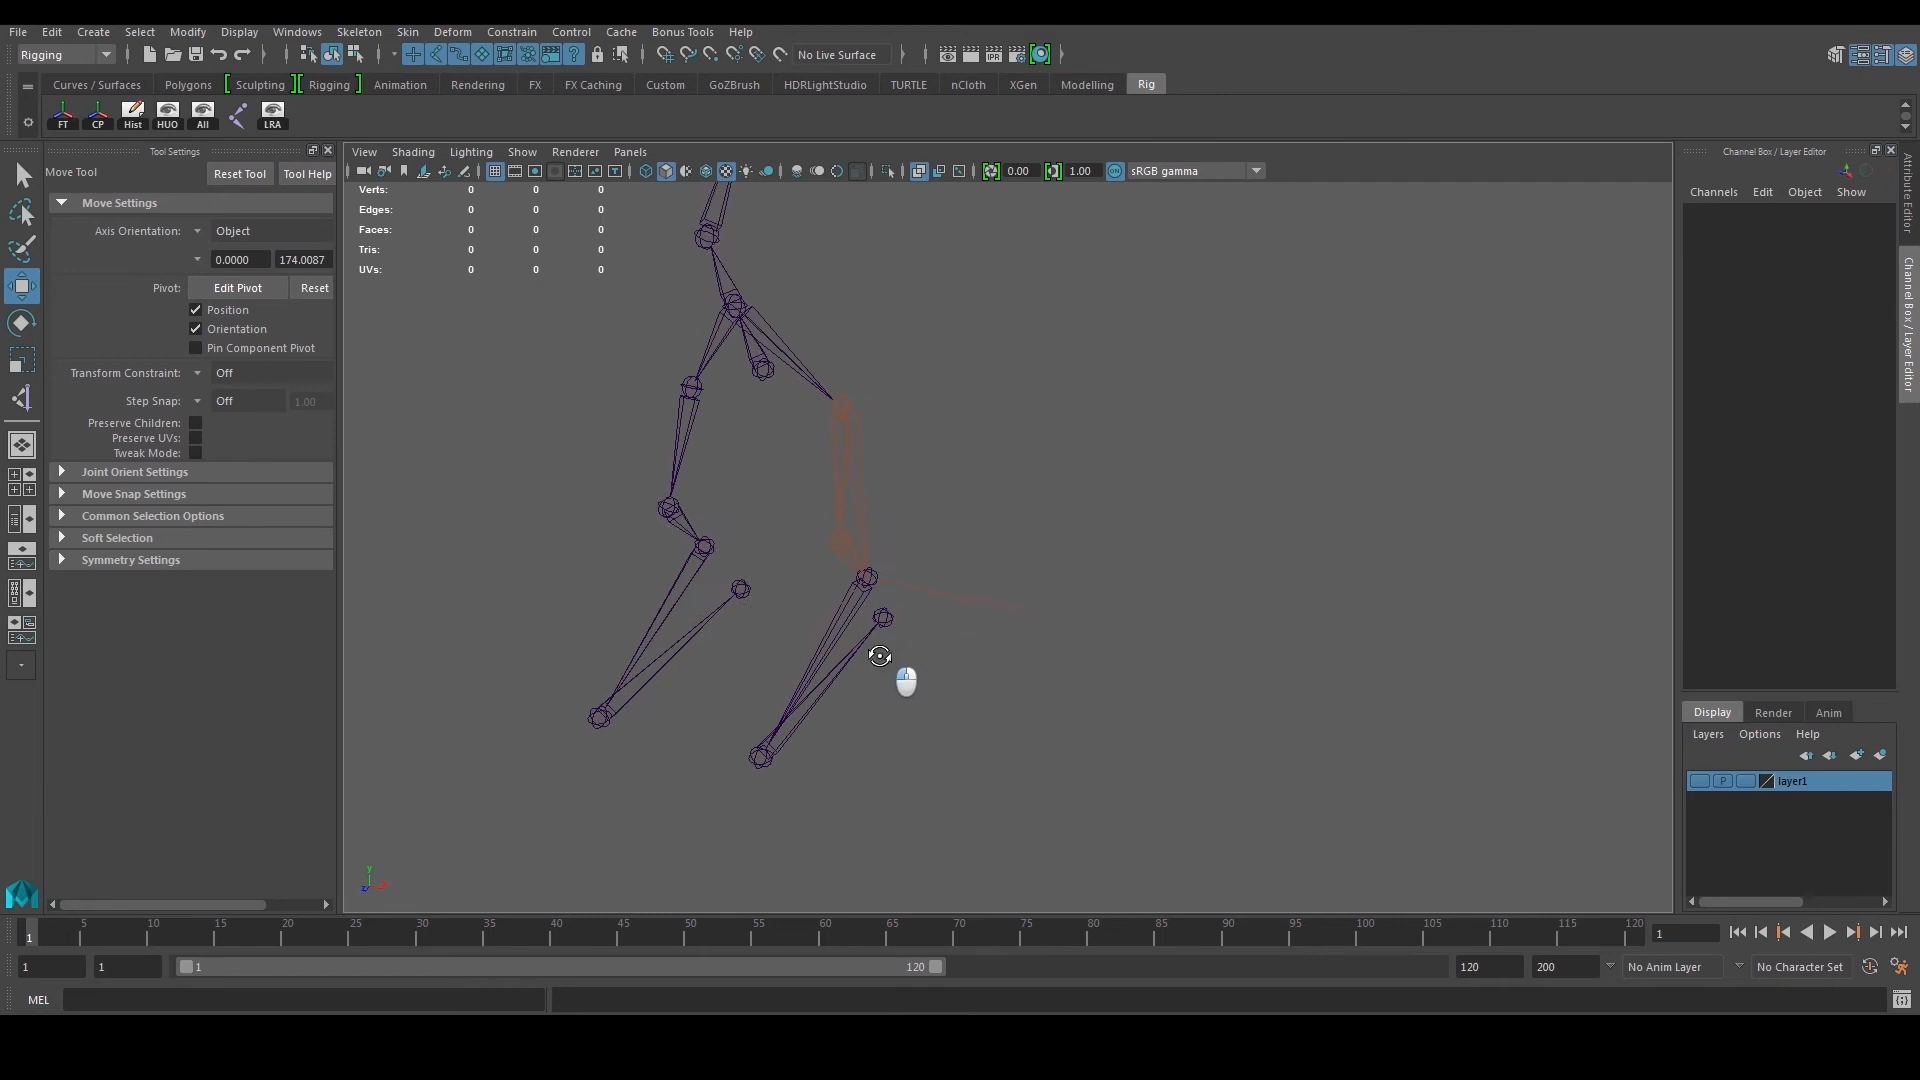 File Edit Create Select Modify Display Windows Skeleton Skin Deform Constrain Control Cache Bonus Tools Help
Rigging No Live Surface
Curves / Surfaces Polygons Sculpting Rigging Animation Rendering FX FX Caching Custom GoZBrush HDRLightStudio TURTLE nCloth XGen Modelling Rig
FT CP Hist HUO All LRA
Tool Settings
Move Tool Reset Tool Tool Help
Move Settings
Axis Orientation: Object
0.0000 174.0087
Pivot: Edit Pivot Reset
Position
Orientation
Pin Component Pivot
Transform Constraint: Off
Step Snap: Off 1.00
Preserve Children:
Preserve UVs:
Tweak Mode:
Joint Orient Settings
Move Snap Settings
Common Selection Options
Soft Selection
Symmetry Settings
View Shading Lighting Show Renderer Panels
IPR
0.00 1.00 ON sRGB gamma
Verts: 0 0 0
Edges: 0 0 0
Faces: 0 0 0
Tris: 0 0 0
UVs: 0 0 0
y
z
Channel Box / Layer Editor
Channels Edit Object Show
Attribute Editor
Channel Box / Layer Editor
Display Render Anim
Layers Options Help
P layer1
1 5 10 15 20 25 30 35 40 45 50 55 60 65 70 75 80 85 90 95 100 105 110 115 120 1
1 1 1 120 120 200 No Anim Layer No Character Set
MEL